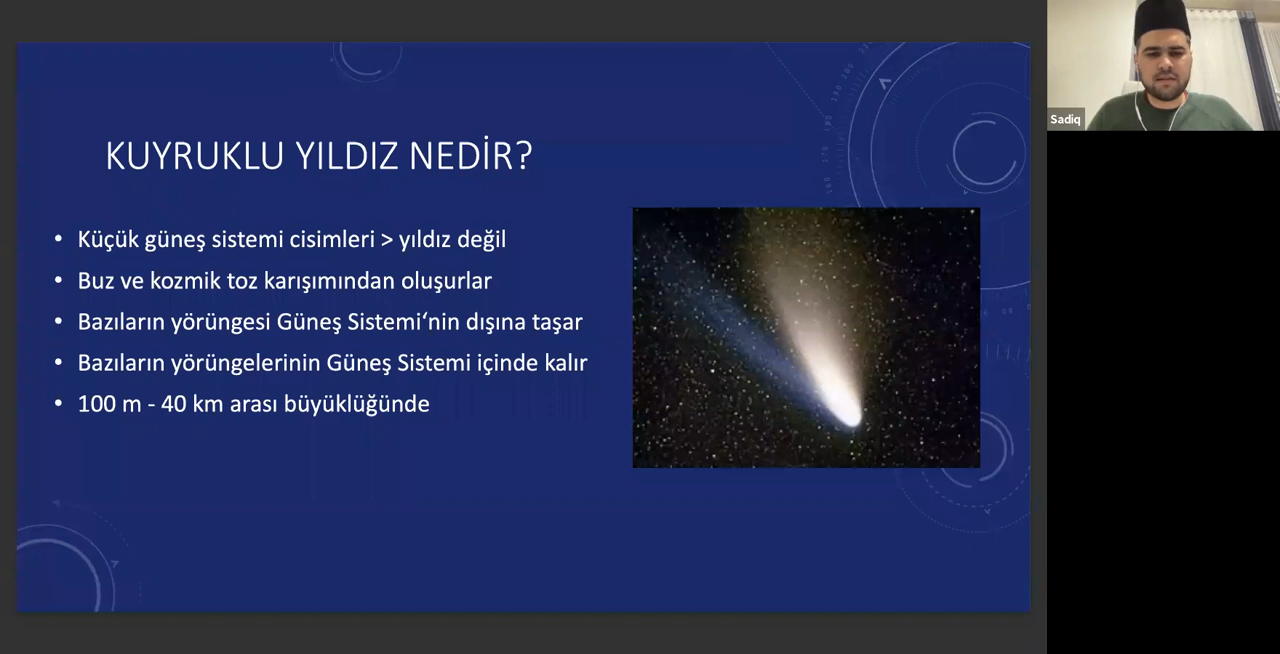 KUYRUKLU YILDIZ NEDİR?
• Küçük güneş sistemi cisimleri > yıldız değil
• Buz ve kozmik toz karışımından oluşurlar
• Bazıların yörüngesi Güneş Sistemi‘nin dışına taşar
• Bazıların yörüngelerinin Güneş Sistemi içinde kalır
• 100 m - 40 km arası büyüklüğünde
Sadiq